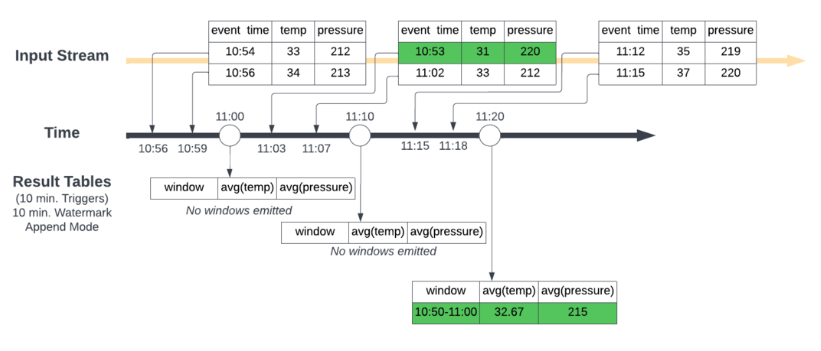 event time temp pressure
10:54 33 212
10:56 34 213
event time temp pressure
10:53 31 220
11:02 33 212
event time temp pressure
11:12 35 219
11:15 37 220
Input Stream
11:00 11:10 11:20
Time
10:56 10:59 11:03 11:07 11:15 11:18
Result Tables
(10 min. Triggers)
10 min. Watermark
Append Mode
window avg(temp) avg(pressure)
No windows emitted
window avg(temp) avg(pressure)
No windows emitted
window avg(temp) avg(pressure)
10:50-11:00 32.67 215